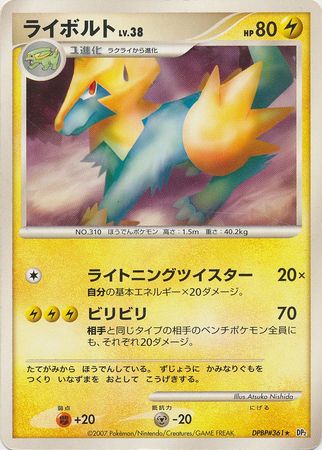 ライボルト LV.38 HP 80
1進化 ラクライから進化
NO.310 ほうでんポケモン 高さ：1.5m 重さ：40.2kg
ライトニングツイスター 20×
自分の基本エネルギー×20ダメージ。
ビリビリ 70
相手と同じタイプの相手のベンチポケモン全員に
も、それぞれ20ダメージ。
たてがみから ほうでんしている。 ずじょうに かみなりぐもを
つくり いなずまを おとして こうげきする。
Illus.Atsuko Nishida
弱点 抵抗力 にげる
+20 -20
©2007 Pokémon/Nintendo/Creatures/GAME FREAK. DPBP#361★ DP2